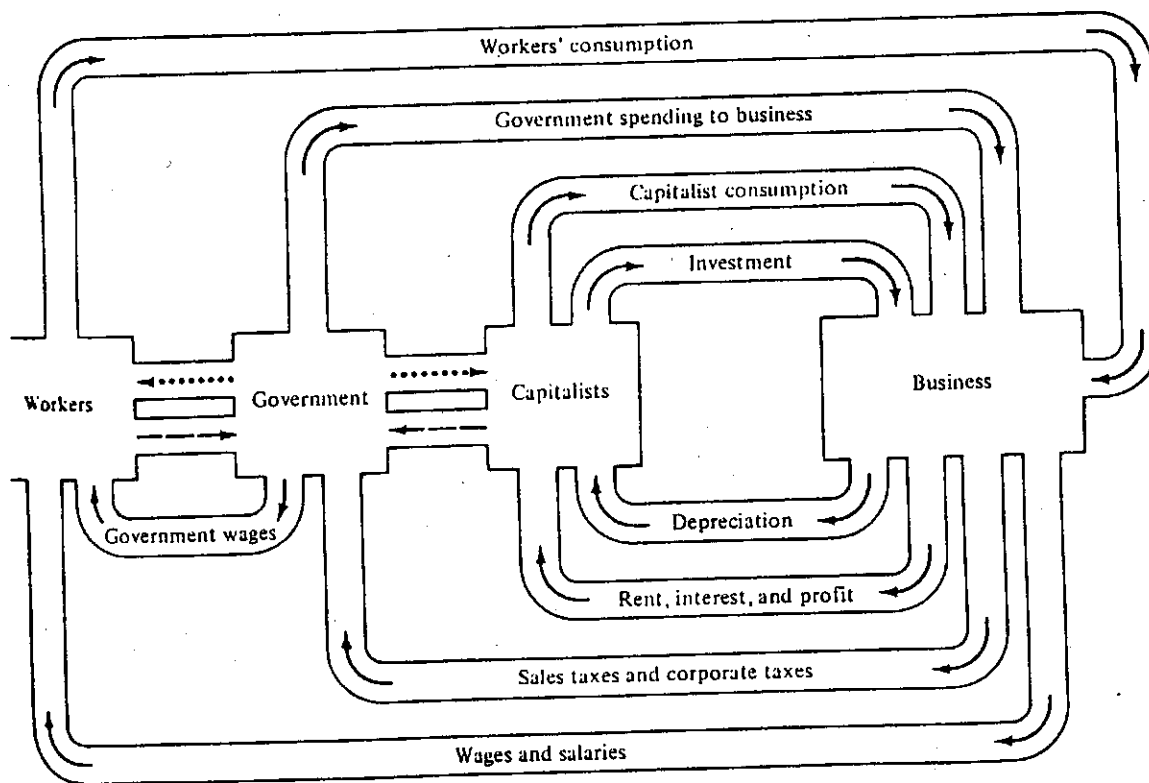 Workers' consumption
Government spending to business
Capitalist consumption
Investment
Workers
Government
Capitalists
Business
Government wages
Depreciation
Rent, interest, and profit
Sales taxes and corporate taxes
Wages and salaries